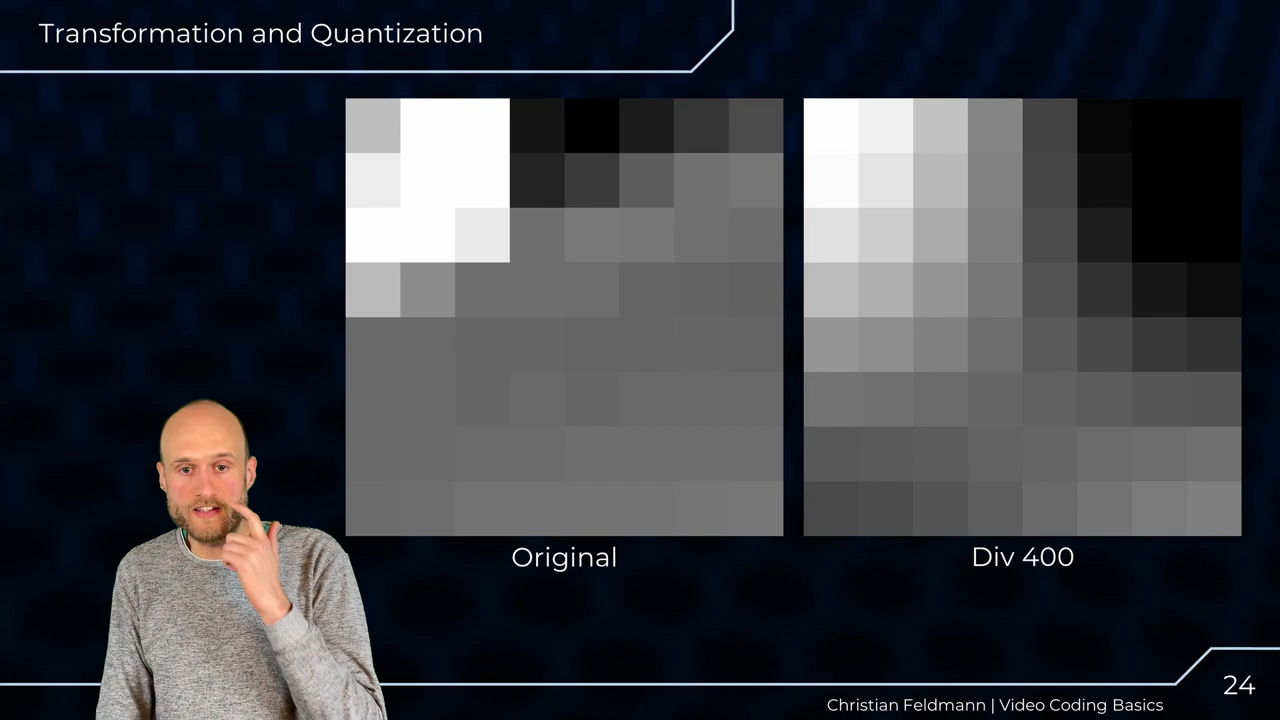 Transformation and Quantization
Original
Div 400
24
Christian Feldmann | Video Coding Basics